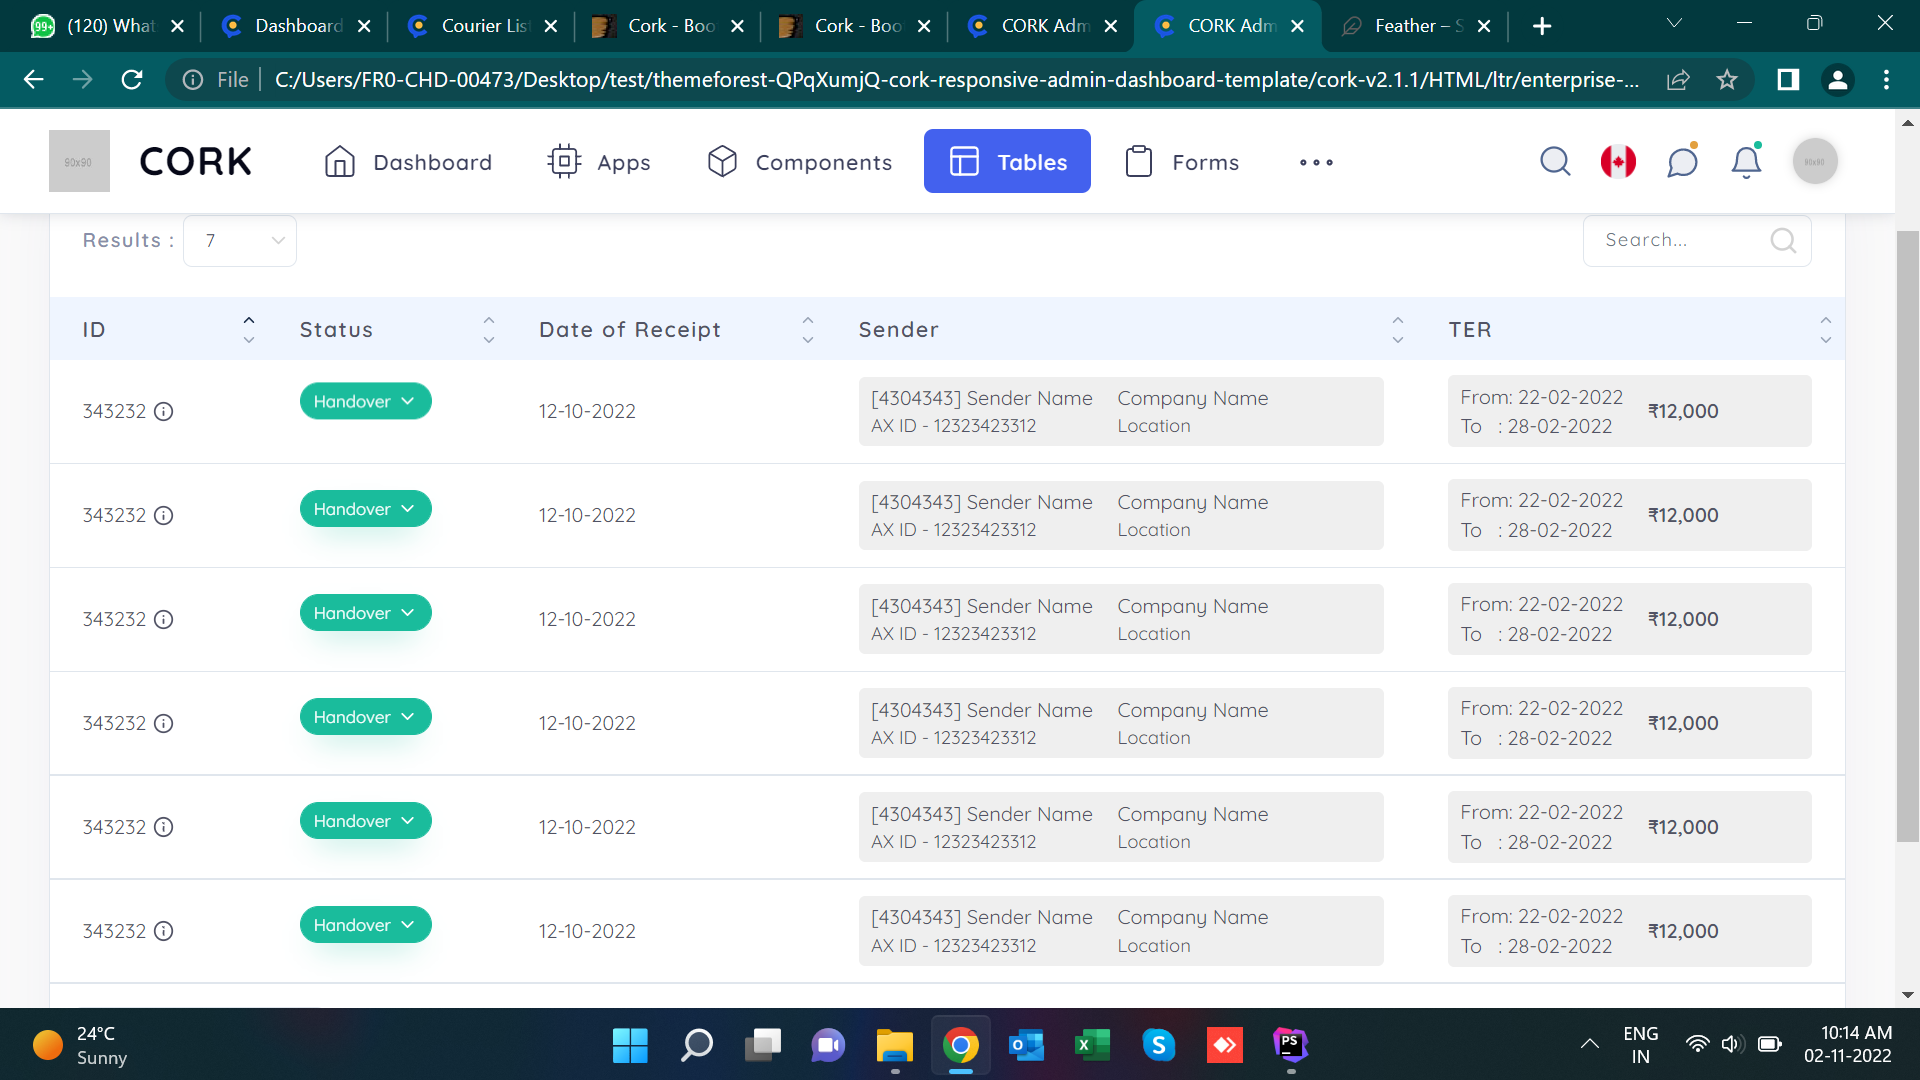 99+ (120) What
Dashboard
Courier Lis
Cork - Boo
Cork - Boo
CORK Adm
CORK Adm
Feather – S
File
C:/Users/FR0-CHD-00473/Desktop/test/themeforest-QPqXumjQ-cork-responsive-admin-dashboard-template/cork-v2.1.1/HTML/ltr/enterprise-...
90x90 CORK Dashboard Apps Components Tables Forms ... 90x90
Results : 7 Search...
ID Status Date of Receipt Sender TER
343232 Handover 12-10-2022
[4304343] Sender Name Company Name
AX ID - 12323423312 Location
From: 22-02-2022 ₹12,000
To : 28-02-2022
343232 Handover 12-10-2022
[4304343] Sender Name Company Name
AX ID - 12323423312 Location
From: 22-02-2022 ₹12,000
To : 28-02-2022
343232 Handover 12-10-2022
[4304343] Sender Name Company Name
AX ID - 12323423312 Location
From: 22-02-2022 ₹12,000
To : 28-02-2022
343232 Handover 12-10-2022
[4304343] Sender Name Company Name
AX ID - 12323423312 Location
From: 22-02-2022 ₹12,000
To : 28-02-2022
343232 Handover 12-10-2022
[4304343] Sender Name Company Name
AX ID - 12323423312 Location
From: 22-02-2022 ₹12,000
To : 28-02-2022
343232 Handover 12-10-2022
[4304343] Sender Name Company Name
AX ID - 12323423312 Location
From: 22-02-2022 ₹12,000
To : 28-02-2022
24°C
Sunny
PS
ENG
IN
10:14 AM
02-11-2022